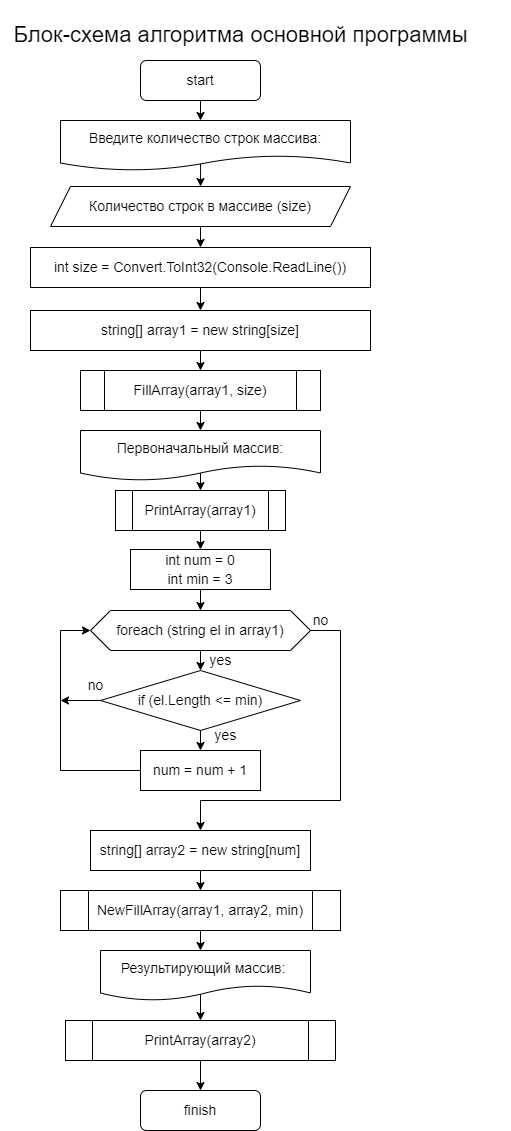 Блок-схема алгоритма основной программы
start
Введите количество строк массива:
Количество строк в массиве (size)
int size = Convert.ToInt32(Console.ReadLine())
string[] array1 = new string[size]
FillArray(array1, size)
Первоначальный массив:
PrintArray(array1)
int num = 0
int min = 3
foreach (string el in array1)
no
yes
no
if (el.Length <= min)
yes
num = num + 1
string[] array2 = new string[num]
NewFillArray(array1, array2, min)
Результирующий массив:
PrintArray(array2)
finish